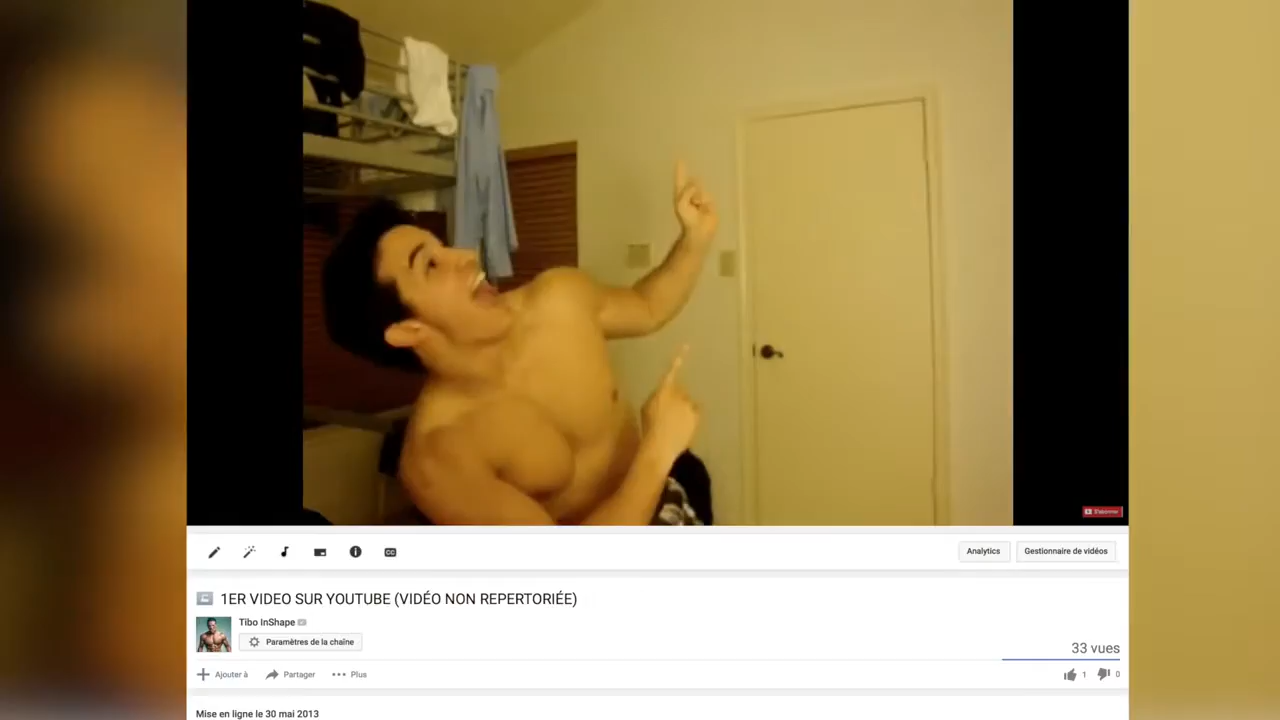 S'abonner
Analytics
Gestionnaire de vidéos
1ER VIDEO SUR YOUTUBE (VIDÉO NON REPERTORIÉE)
Tibo InShape
Paramètres de la chaîne
33 vues
Ajouter à
Partager
Plus
1
0
Mise en ligne le 30 mai 2013